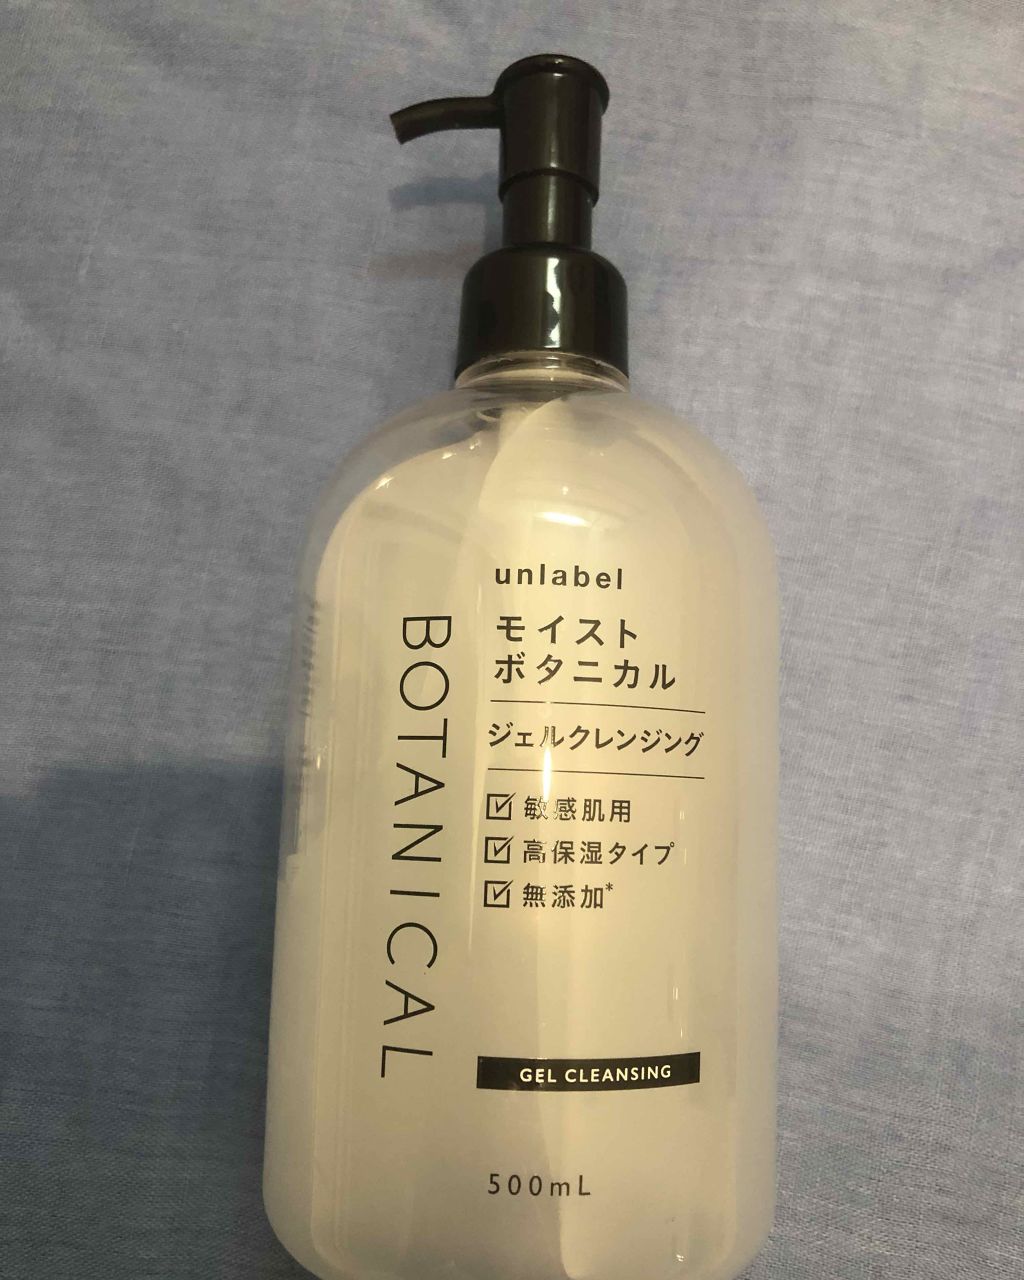 unlabel
モイスト
ボタニカル
ジェルクレンジング
敏感肌用
高保湿タイプ
無添加*
BOTANICAL
GEL CLEANSING
500mL